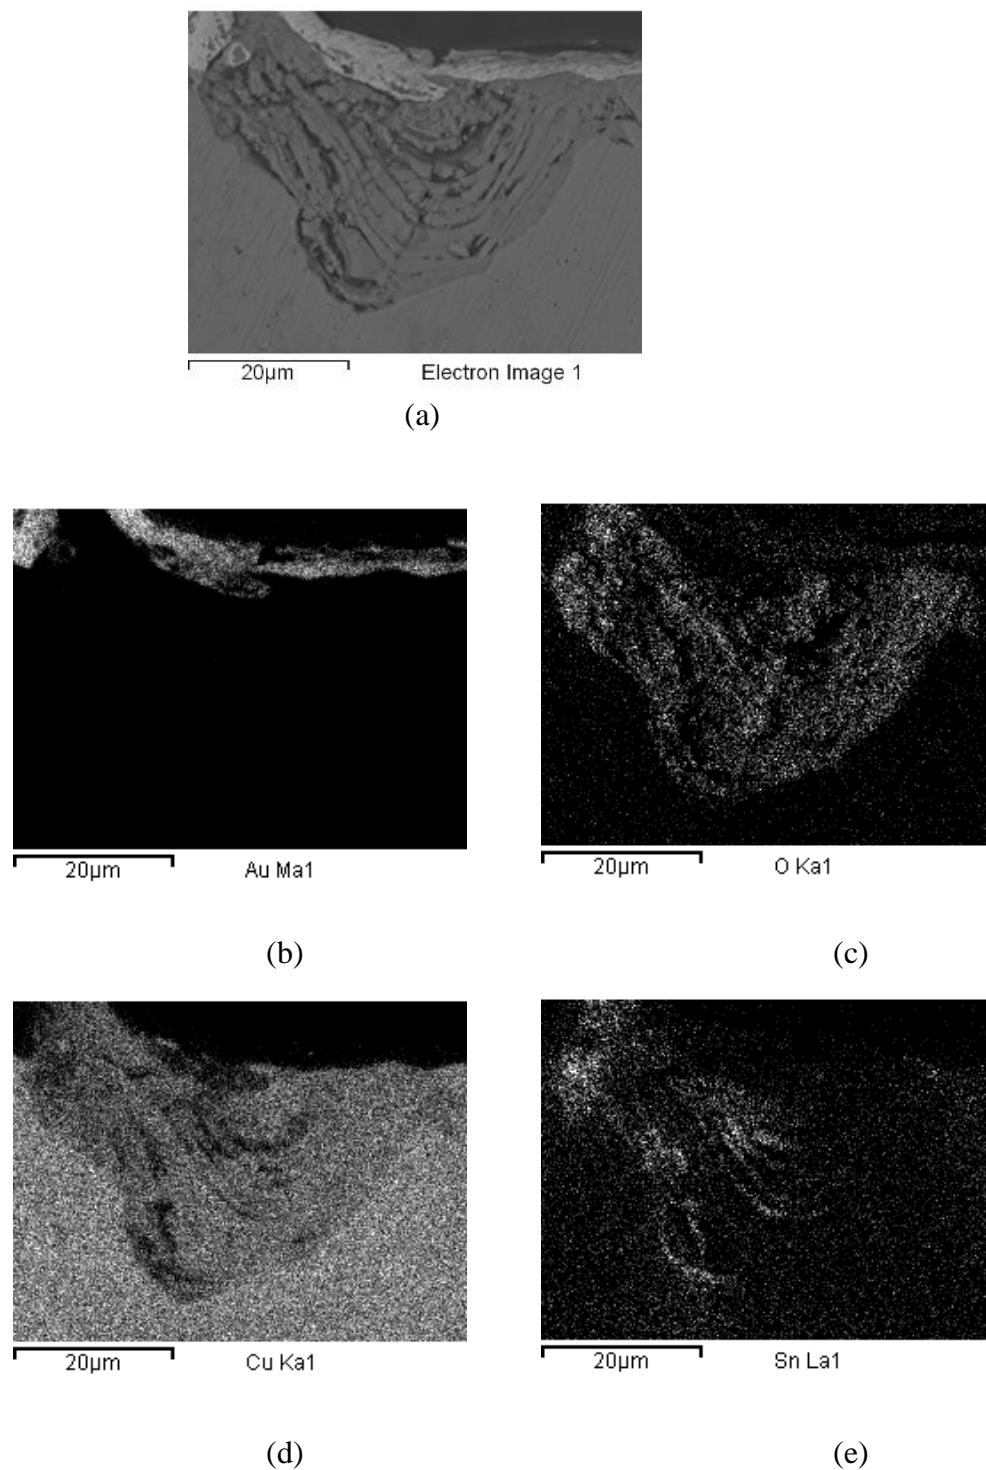 20µm Electron Image 1
(a)
20µm Au Ma1
20µm O Ka1
(b)
(c)
20µm Cu Ka1
20µm Sn La1
(d)
(e)